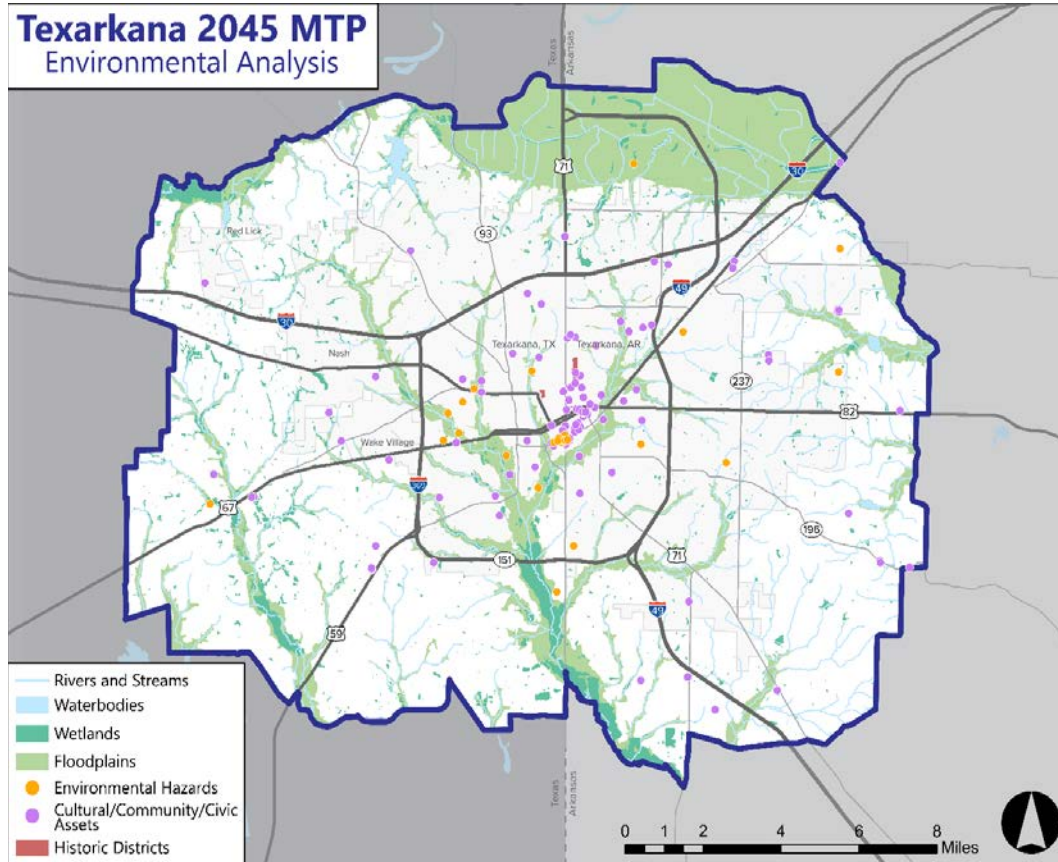 Texarkana 2045 MTP
Environmental Analysis
Texas
Arkansas
71
30
93
Red Lick
49
30
Texarkana, TX
Texarkana, AR
Nash
237
82
Wake Village
369
67
196
151
71
49
59
Rivers and Streams
Waterbodies
Wetlands
Floodplains
Environmental Hazards
Cultural/Community/Civic
Assets
Historic Districts
Texas
Arkansas
0 1 2 4 6 8
Miles